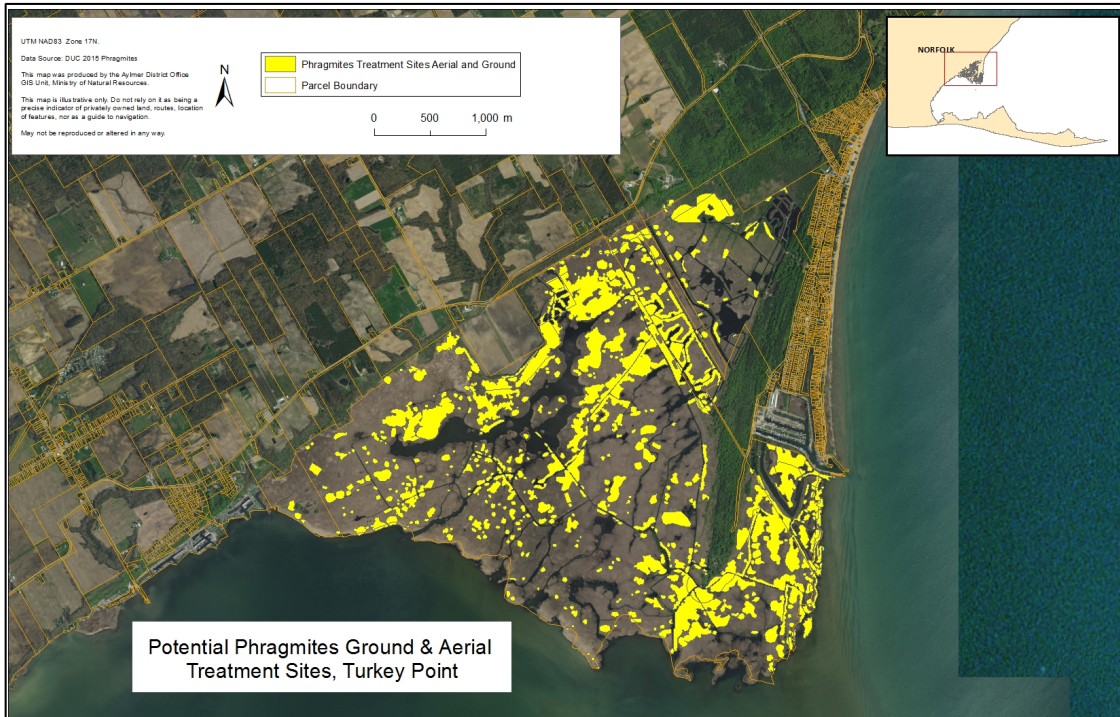 UTM NAD83 Zone 17N.
Data Source: DUC 2015 Phragmites
This map was produced by the Aylmer District Office
GIS Unit, Ministry of Natural Resources.
This map is illustrative only. Do not rely on it as being a
precise indicator of privately owned land, routes, location
of features, nor as a guide to navigation.
May not be reproduced or altered in any way.
N
Phragmites Treatment Sites Aerial and Ground
Parcel Boundary
0 500 1,000 m
NORFOLK
Potential Phragmites Ground & Aerial
Treatment Sites, Turkey Point